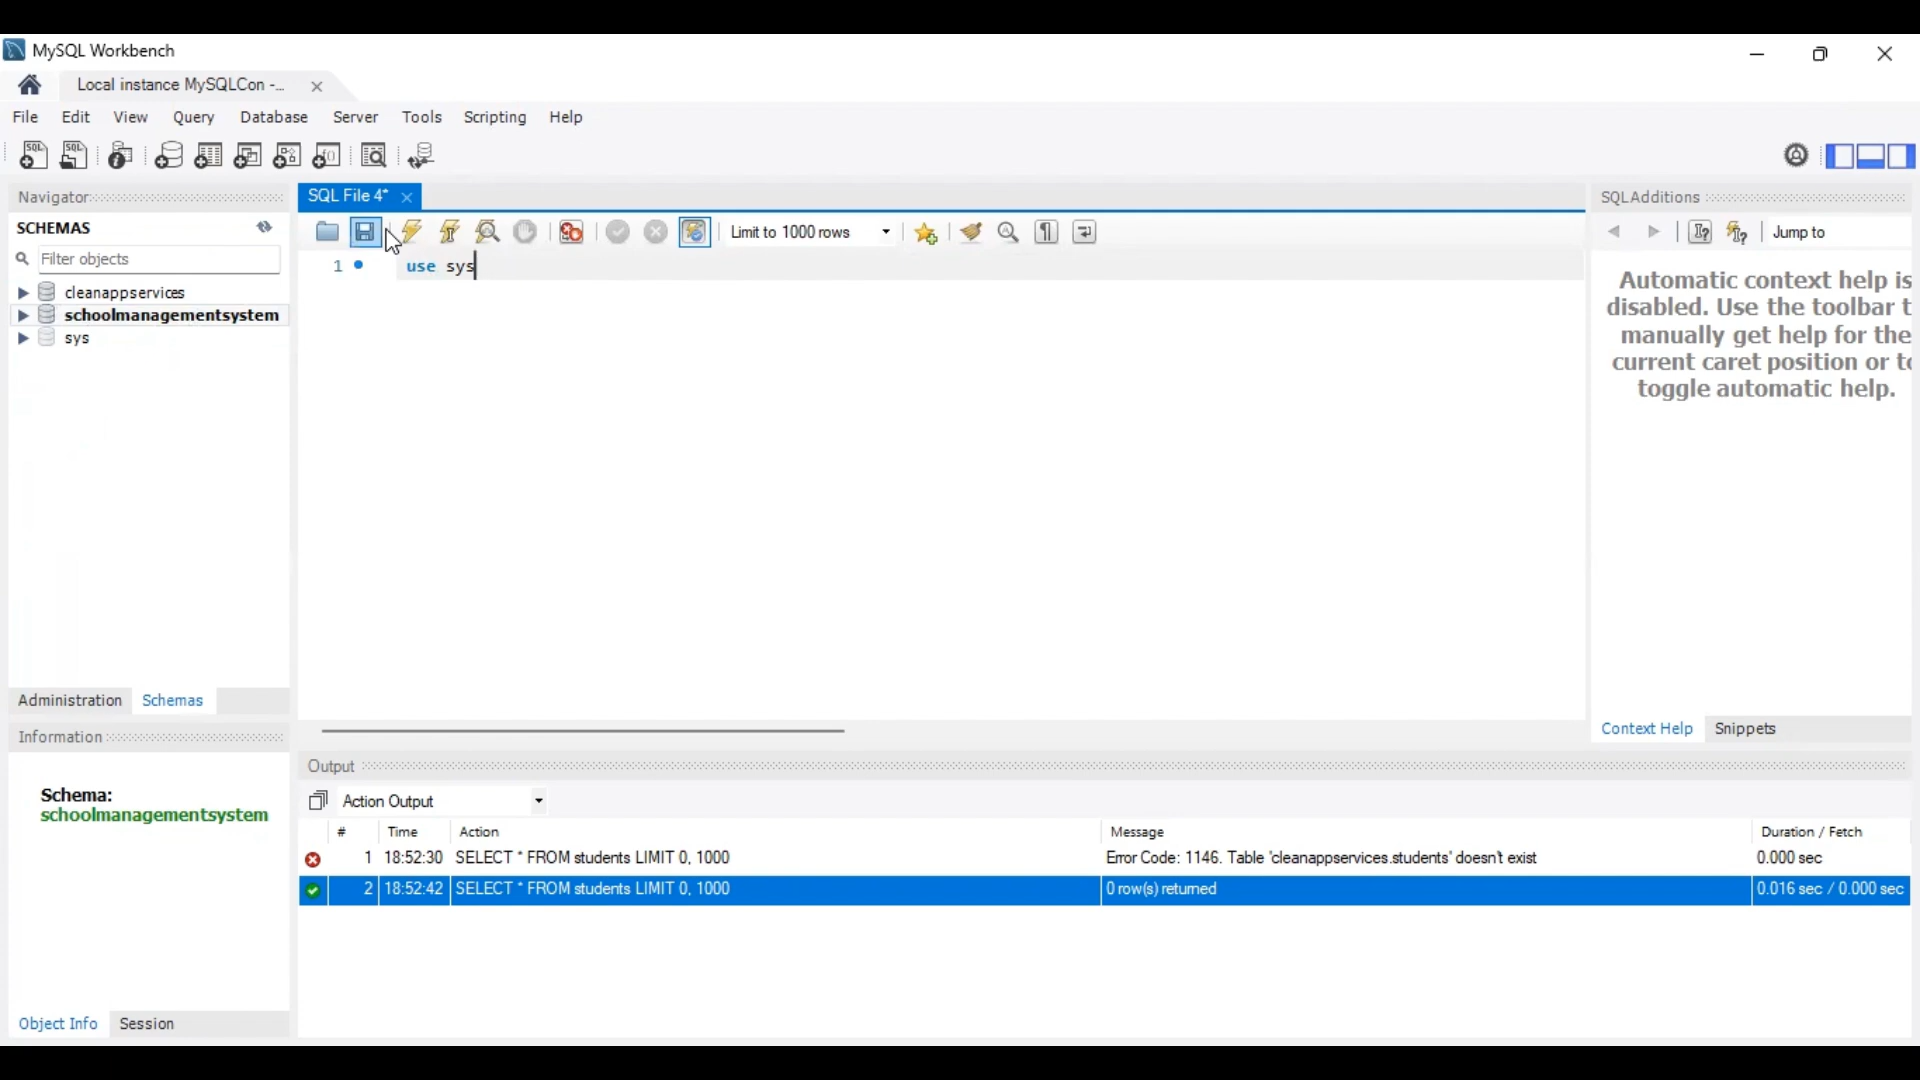 MySQL Workbench
Local instance MySQLCon -...
File Edit View Query Database Server Tools Scripting Help
Navigator
SCHEMAS
Filter objects
cleanappservices
schoolmanagementsystem
sys
Administration Schemas
Information
Schema:
schoolmanagementsystem
Object Info Session
SQL File 4*
Limit to 1000 rows
1 use sys
Output
Action Output
# Time Action Message Duration / Fetch
1 18:52:30 SELECT * FROM students LIMIT 0, 1000 Error Code: 1146. Table 'cleanappservices.students' doesn't exist 0.000 sec
2 18:52:42 SELECT * FROM students LIMIT 0, 1000 0 row(s) returned 0.016 sec / 0.000 sec
SQLAdditions
Jump to
Automatic context help is
disabled. Use the toolbar t
manually get help for the
current caret position or to
toggle automatic help.
Context Help Snippets